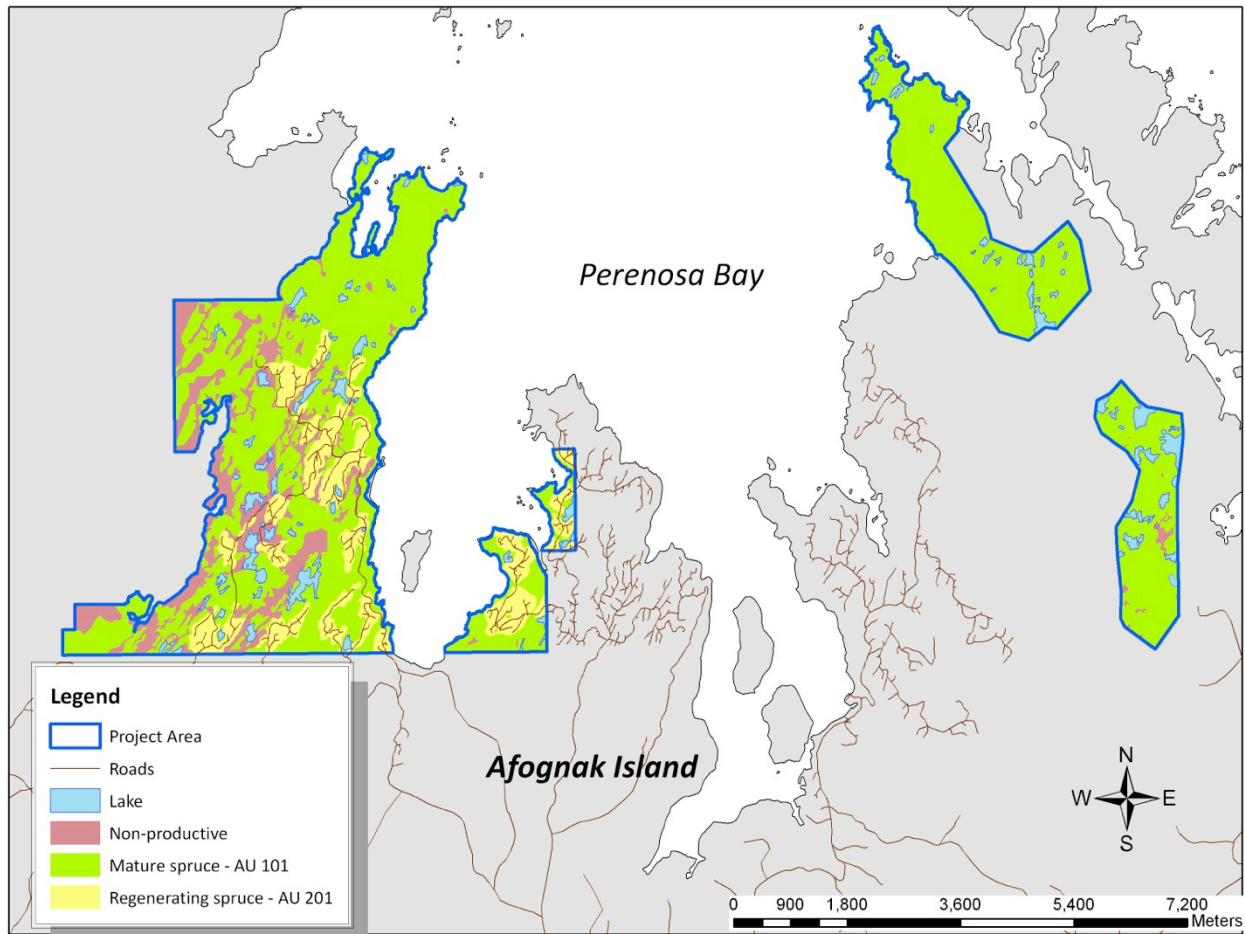 Perenosa Bay
Afognak Island
Legend
Project Area
Roads
Lake
Non-productive
Mature spruce - AU 101
Regenerating spruce - AU 201
N
W E
S
0 900 1,800 3,600 5,400 7,200
Meters